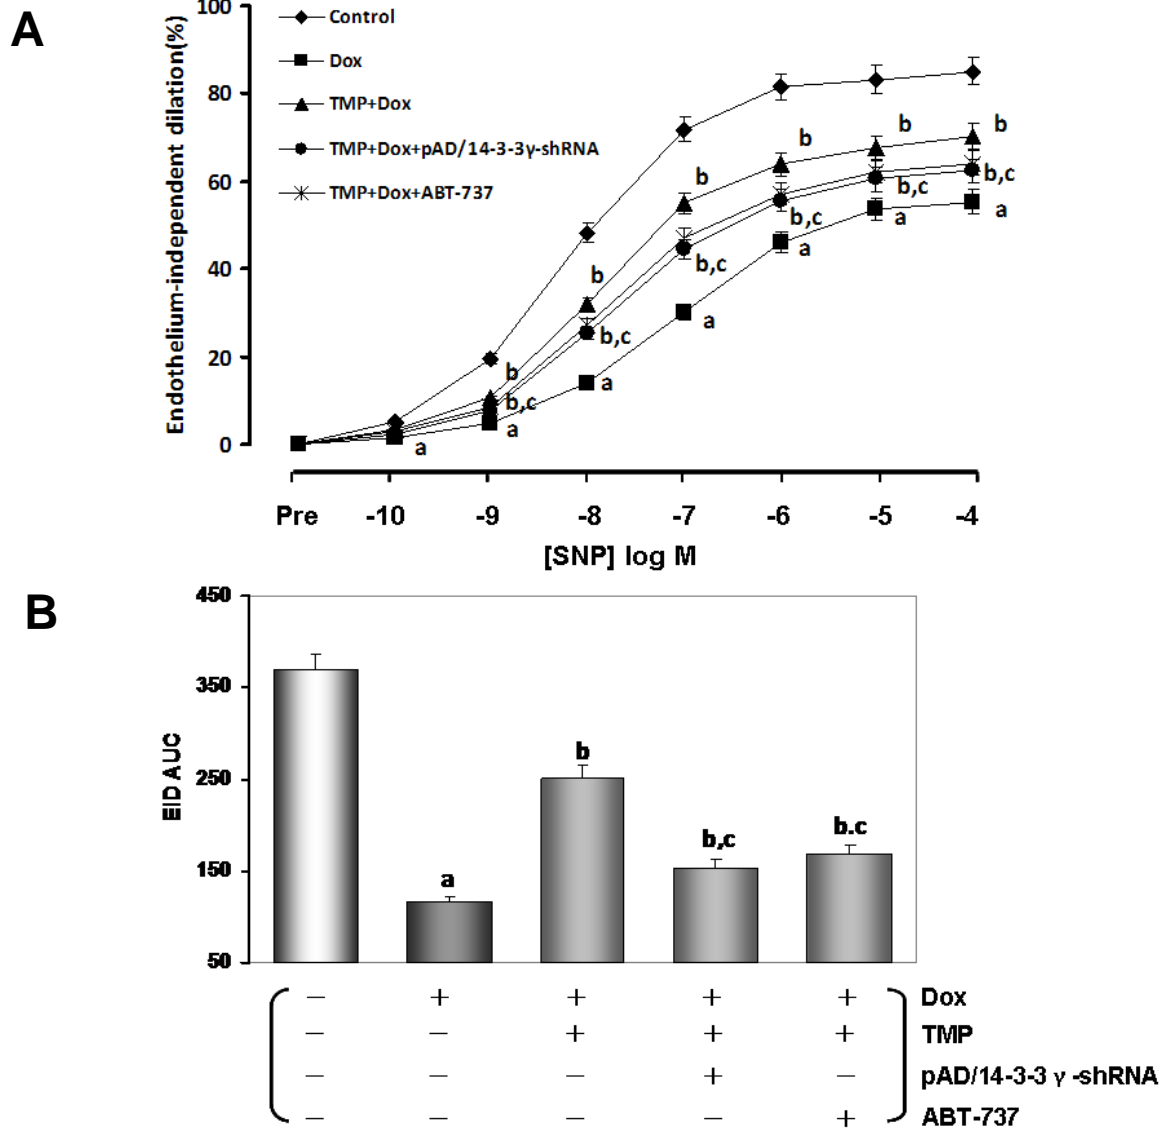 A
Endothelium-independent dilation(%)
100
80
60
40
20
0
Control
Dox
TMP+Dox
TMP+Dox+pAD/14-3-3γ-shRNA
TMP+Dox+ABT-737
a
b
b,c
a
b
b,c
a
b
b,c
a
b
b,c
a
b
b,c
a
b
b,c
a
Pre -10 -9 -8 -7 -6 -5 -4
[SNP] log M
B
EID AUC
450
350
250
150
50
a
b
b,c
b.c
− + + + + Dox
− − + + + TMP
− − − + − pAD/14-3-3 γ -shRNA
− − − − + ABT-737